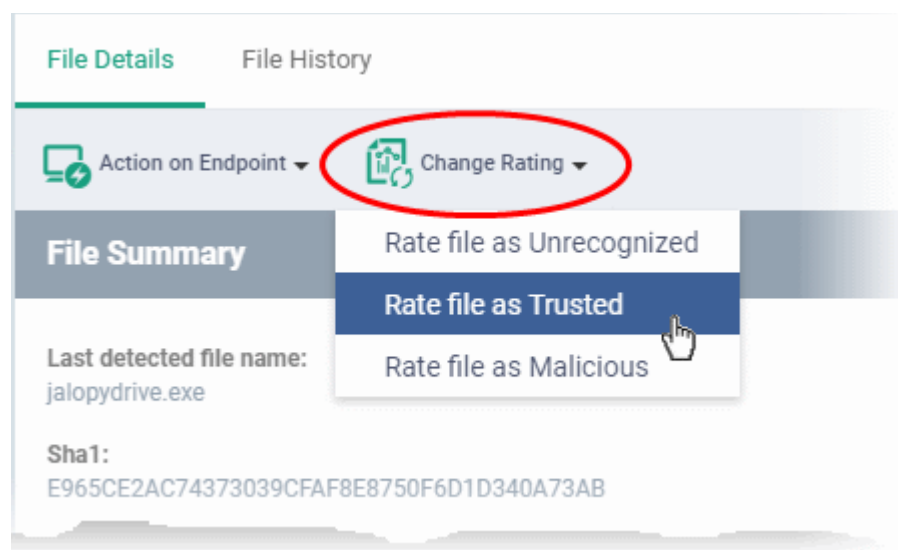 File Details File History
Action on Endpoint Change Rating
File Summary
Rate file as Unrecognized
Rate file as Trusted
Rate file as Malicious
Last detected file name:
jalopydrive.exe
Sha1:
E965CE2AC74373039CFAF8E8750F6D1D340A73AB